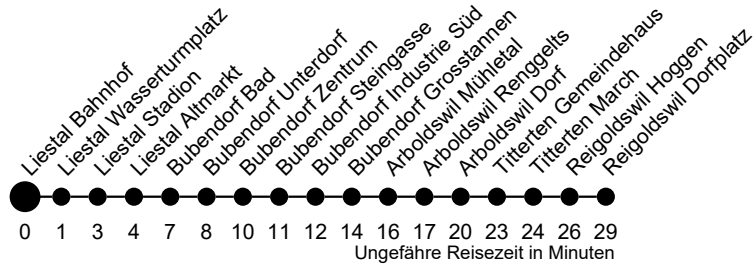 Liestal Bahnhof
Liestal Wasserturmplatz
Liestal Stadion
Liestal Altmarkt
Bubendorf Bad
Bubendorf Unterdorf
Bubendorf Zentrum
Bubendorf Steingasse
Bubendorf Industrie Süd
Bubendorf Grosstannen
Arboldswil Mühletal
Arboldswil Renggelts
Arboldswil Dorf
Titterten Gemeindehaus
Titterten March
Reigoldswil Hoggen
Reigoldswil Dorfplatz
0 1 3 4 7 8 10 11 12 14 16 17 20 23 24 26 29
Ungefähre Reisezeit in Minuten